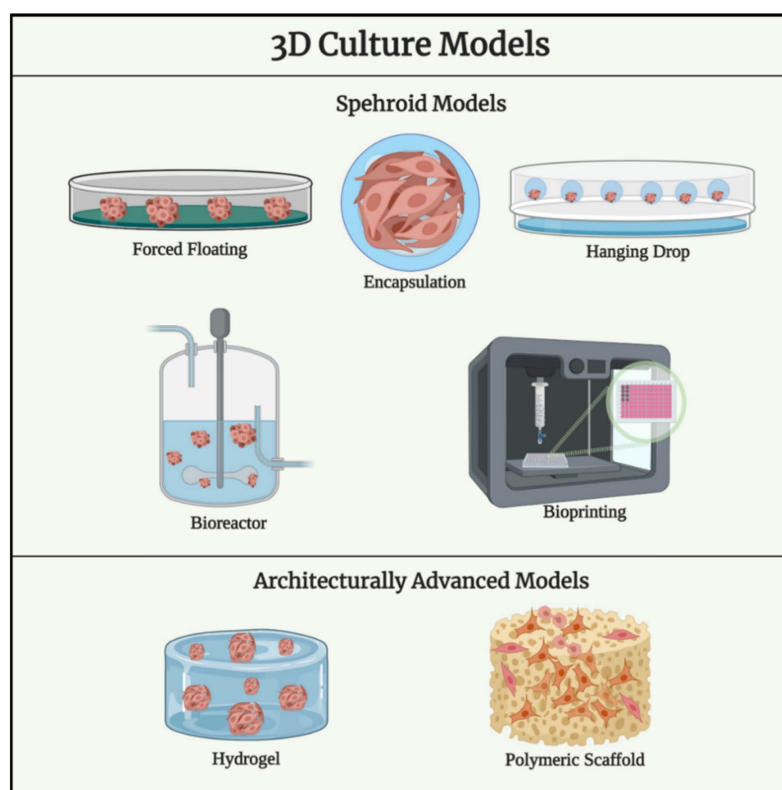 3D Culture Models
Spehroid Models
Forced Floating
Encapsulation
Hanging Drop
Bioreactor
Bioprinting
Architecturally Advanced Models
Hydrogel
Polymeric Scaffold